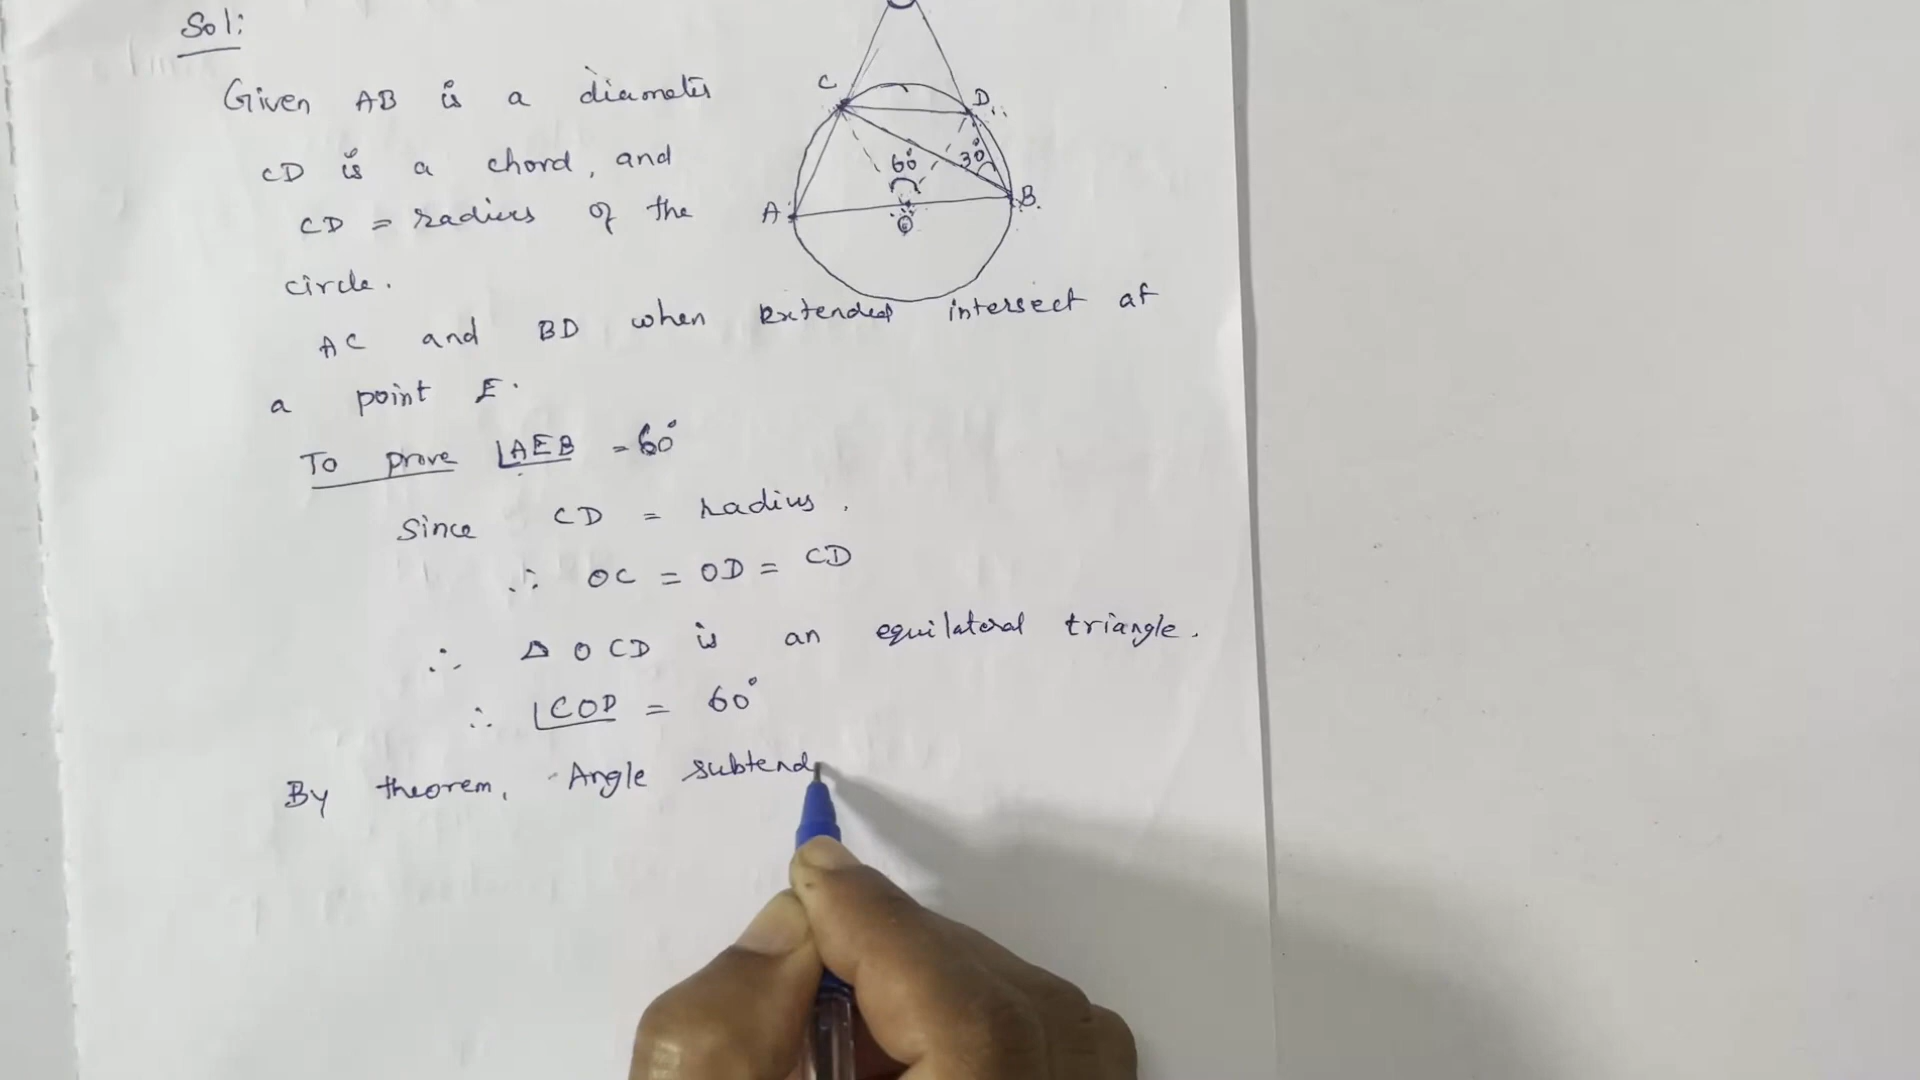 Sol:
Given AB is a diameter
CD is a chord, and
CD = radius of the
circle.
C
D
60°
30°
A
B
O
AC and BD when Extended intersect at
a point E.
To prove ∠AEB = 60°
Since CD = radius.
∴ OC = OD = CD
∴ Δ OCD is an equilateral triangle.
∴ ∠COD = 60°
By theorem, Angle subtend